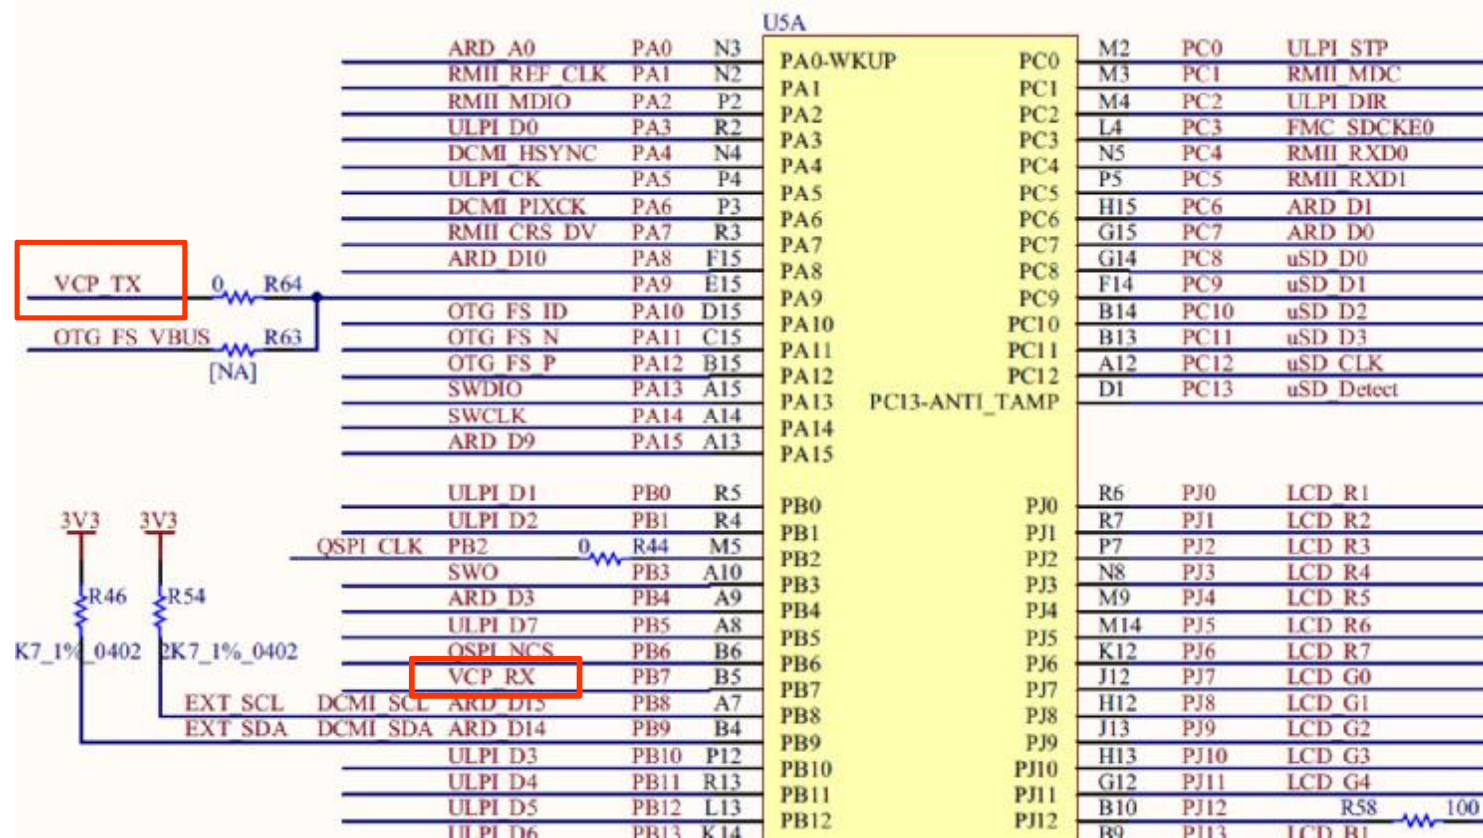 U5A
ARD_A0 PA0 N3 PA0-WKUP PC0 M2 PC0 ULPI_STP
RMII_REF_CLK PA1 N2 PA1 PC1 M3 PC1 RMII_MDC
RMII_MDIO PA2 P2 PA2 PC2 M4 PC2 ULPI_DIR
ULPI_D0 PA3 R2 PA3 PC3 L4 PC3 FMC_SDCKE0
DCMI_HSYNC PA4 N4 PA4 PC4 N5 PC4 RMII_RXD0
ULPI_CK PA5 P4 PA5 PC5 P5 PC5 RMII_RXD1
DCMI_PIXCK PA6 P3 PA6 PC6 H15 PC6 ARD_D1
RMII_CRS_DV PA7 R3 PA7 PC7 G15 PC7 ARD_D0
ARD_D10 PA8 F15 PA8 PC8 G14 PC8 uSD_D0
VCP_TX 0 R64 PA9 E15 PA9 PC9 F14 PC9 uSD_D1
OTG_FS_ID PA10 D15 PA10 PC10 B14 PC10 uSD_D2
OTG_FS_VBUS R63 OTG_FS_N PA11 C15 PA11 PC11 B13 PC11 uSD_D3
[NA] OTG_FS_P PA12 B15 PA12 PC12 A12 PC12 uSD_CLK
SWDIO PA13 A15 PA13 PC13-ANTI_TAMP D1 PC13 uSD_Detect
SWCLK PA14 A14 PA14
ARD_D9 PA15 A13 PA15
ULPI_D1 PB0 R5 PB0 PJ0 R6 PJ0 LCD_R1
3V3 3V3 ULPI_D2 PB1 R4 PB1 PJ1 R7 PJ1 LCD_R2
QSPI_CLK PB2 0 R44 M5 PB2 PJ2 P7 PJ2 LCD_R3
SWO PB3 A10 PB3 PJ3 N8 PJ3 LCD_R4
R46 R54 ARD_D3 PB4 A9 PB4 PJ4 M9 PJ4 LCD_R5
ULPI_D7 PB5 A8 PB5 PJ5 M14 PJ5 LCD_R6
K7_1%_0402 2K7_1%_0402 QSPI_NCS PB6 B6 PB6 PJ6 K12 PJ6 LCD_R7
VCP_RX PB7 B5 PB7 PJ7 J12 PJ7 LCD_G0
EXT_SCL DCMI_SCL ARD_D15 PB8 A7 PB8 PJ8 H12 PJ8 LCD_G1
EXT_SDA DCMI_SDA ARD_D14 PB9 B4 PB9 PJ9 J13 PJ9 LCD_G2
ULPI_D3 PB10 P12 PB10 PJ10 H13 PJ10 LCD_G3
ULPI_D4 PB11 R13 PB11 PJ11 G12 PJ11 LCD_G4
ULPI_D5 PB12 L13 PB12 PJ12 B10 PJ12 R58 100
ULPI_D6 PB13 K14 B9 PJ13 LCD_B1